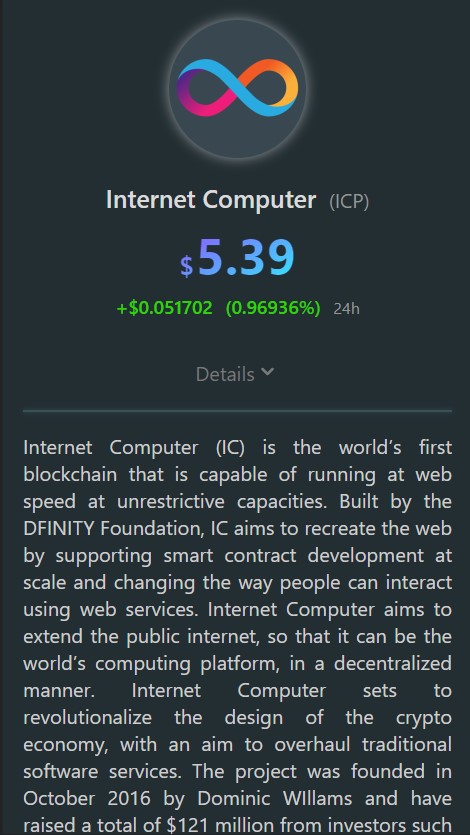 Internet Computer (ICP)
$5.39
+$0.051702 (0.96936%) 24h
Details
Internet Computer (IC) is the world’s first
blockchain that is capable of running at web
speed at unrestrictive capacities. Built by the
DFINITY Foundation, IC aims to recreate the web
by supporting smart contract development at
scale and changing the way people can interact
using web services. Internet Computer aims to
extend the public internet, so that it can be the
world’s computing platform, in a decentralized
manner. Internet Computer sets to
revolutionalize the design of the crypto
economy, with an aim to overhaul traditional
software services. The project was founded in
October 2016 by Dominic WIllams and have
raised a total of $121 million from investors such